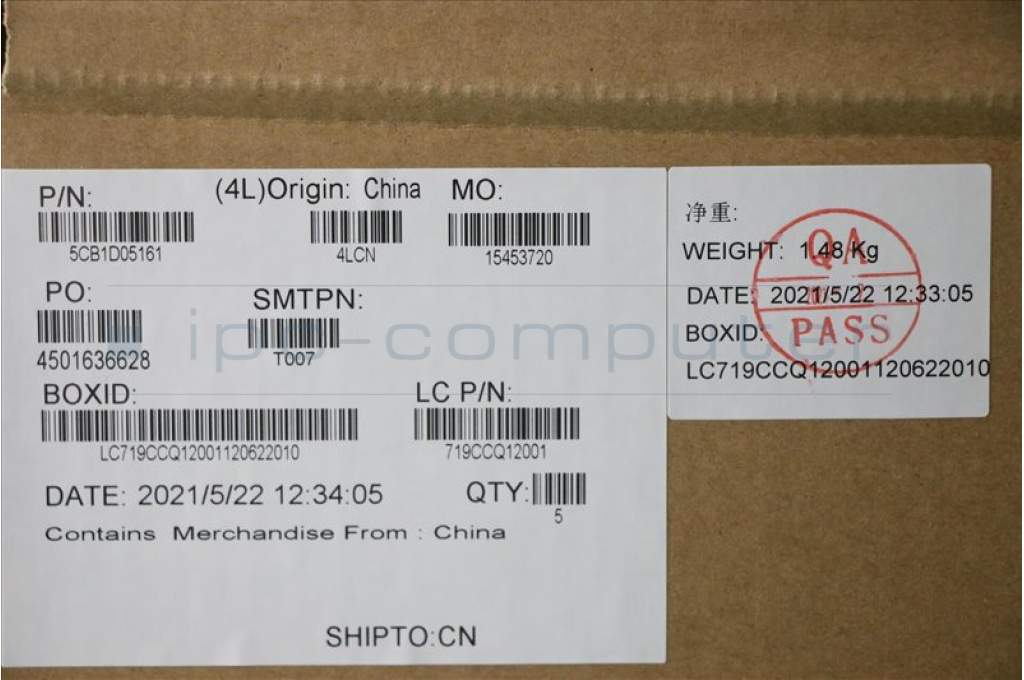 P/N:
5CB1D05161
(4L)Origin: China
4LCN
MO:
15453720
PO:
4501636628
SMTPN:
T007
BOXID:
LC719CCQ12001120622010
LC P/N:
719CCQ12001
DATE: 2021/5/22 12:34:05
QTY:
5
Contains Merchandise From : China
SHIPTO:CN
净重:
WEIGHT: 1.48 Kg
DATE: 2021/5/22 12:33:05
BOXID:
LC719CCQ12001120622010
QA
PASS
ipc-computer